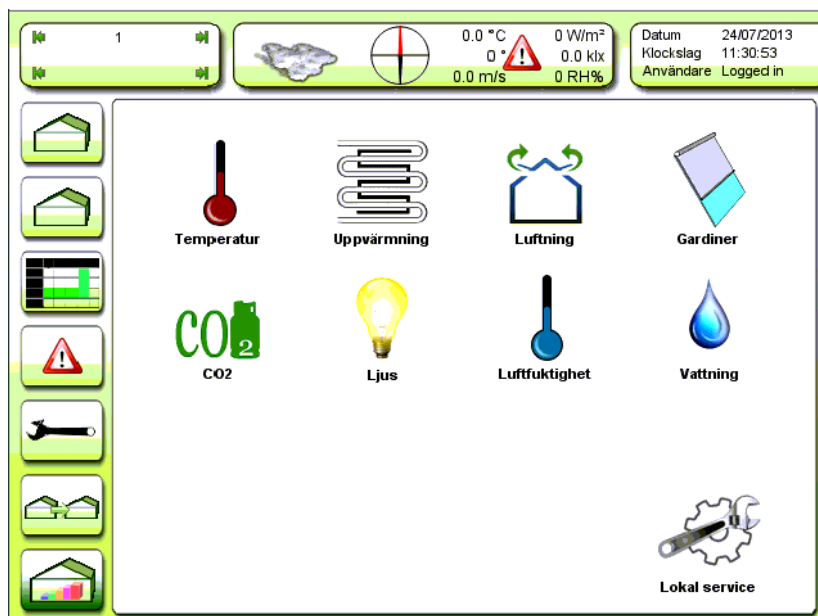 1
0.0 °C 0 W/m²
0 ° 0.0 klx
0.0 m/s 0 RH%
Datum 24/07/2013
Klockslag 11:30:53
Användare Logged in
Temperatur Uppvärmning Luftning Gardiner
CO2
CO2 Ljus Luftfuktighet Vattning
Lokal service